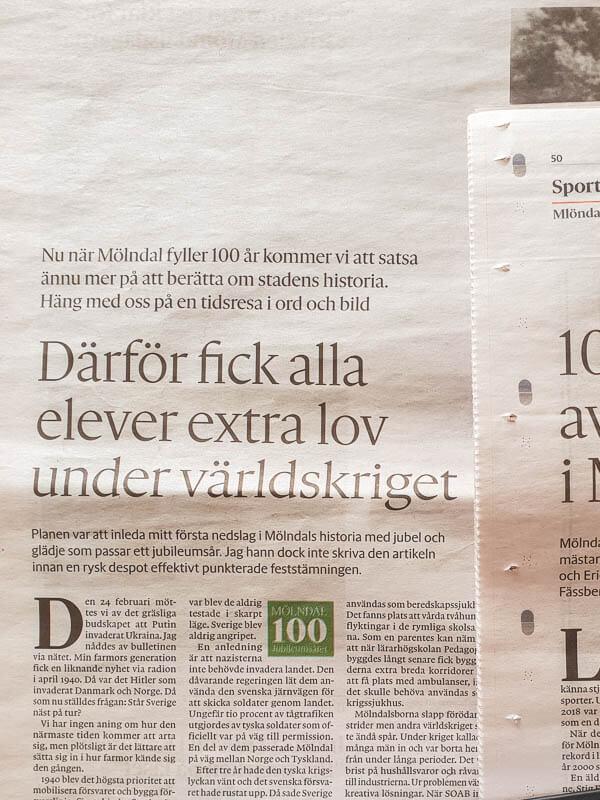 Nu när Mölndal fyller 100 år kommer vi att satsa
ännu mer på att berätta om stadens historia.
Häng med oss på en tidsresa i ord och bild
Därför fick alla
elever extra lov
under världskriget
Planen var att inleda mitt första nedslag i Mölndals historia med jubel och
glädje som passar ett jubileumsår. Jag hann dock inte skriva den artikeln
innan en rysk despot effektivt punkterade feststämningen.
Den 24 februari möt-
tes vi av det gräsliga
budskapet att Putin
invaderat Ukraina. Jag
nåddes av bulletinen
via nätet. Min farmors generation
fick en liknande nyhet via radion
i april 1940. Då var det Hitler som
invaderat Danmark och Norge. Då
som nu ställdes frågan: Står Sverige
näst på tur?
Vi har ingen aning om hur den
närmaste tiden kommer att arta
sig, men plötsligt är det lättare att
sätta sig in i hur farmor kände sig
den gången.
1940 blev det högsta prioritet att
mobilisera försvaret och bygga för-
var blev de aldrig
testade i skarpt
läge. Sverige blev
aldrig angripet.
En anledning
är att nazisterna
inte behövde invadera landet. Den
dåvarande regeringen lät dem an-
vända den svenska järnvägen för
att skicka soldater genom landet.
Ungefär tio procent av tågtrafiken
utgjordes av tyska soldater som of-
ficiellt var på väg till permission.
En del av dem passerade Mölndal
på väg mellan Norge och Tyskland.
Efter tre år hade den tyska krigs-
lyckan vänt och det svenska försva-
ret hade rustat upp. Då sade Sverige
MÖLNDAL
100
Jubileumsåret
användas som beredskapssjukh
Det fanns plats att vårda tvåhun
flyktingar i de rymliga skolsa
na. Som en parentes kan näm
att när lärarhögskolan Pedagog
byggdes långt senare fick bygg
derna extra breda korridorer
att få plats med ambulanser, i
det skulle behöva användas s
krigssjukhus.
Mölndalsborna slapp förödar
strider men andra världskriget s
te ändå spår. Under kriget kallad
många män in och var borta her
från under långa perioder. Det
brist på hushållsvaror och råvar
till industrierna. Ur problemen vä
kreativa lösningar. När SOAB i
50
Sport
Mlönda
10
av
i
Mölnda
mästar
och Eri
Fässber
känna stj
sporter. U
2018 var
som en d
När de
för Möln
rekord i l
år 2000 s
En äld